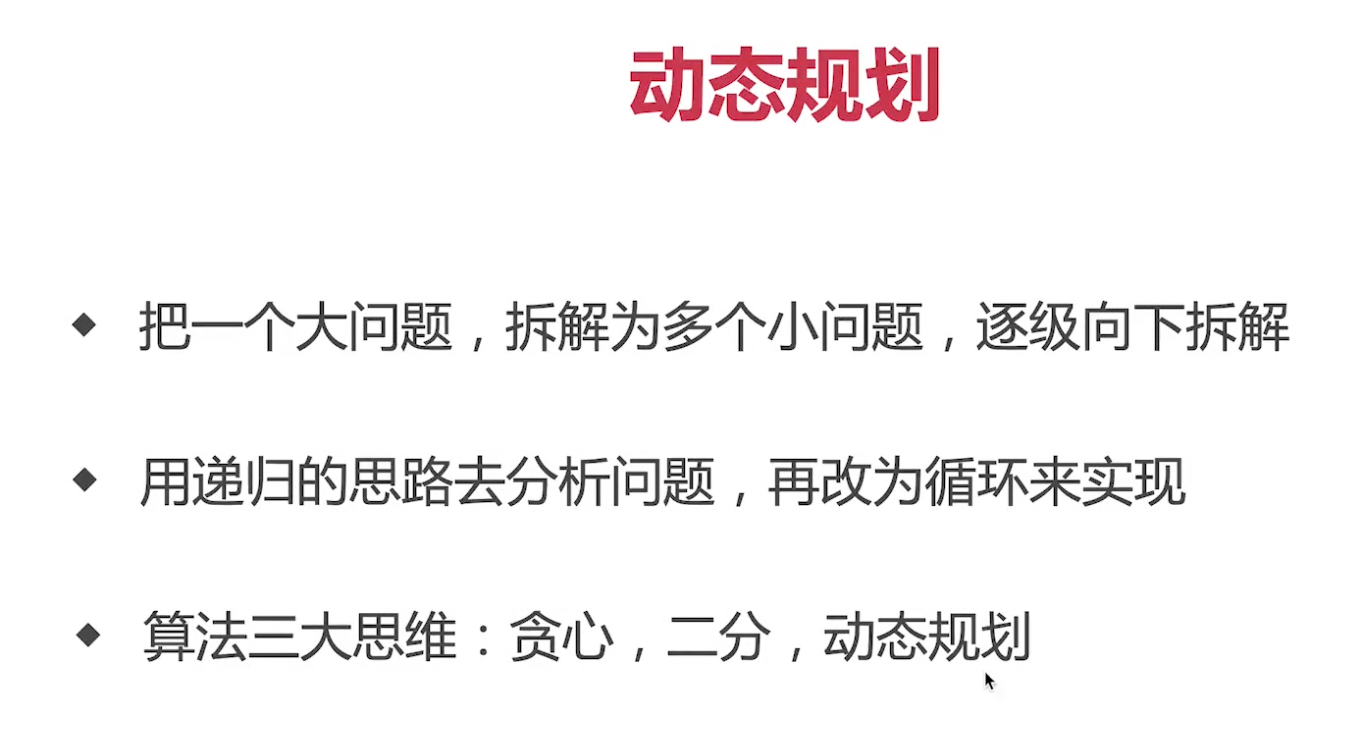 动态规划
◆ 把一个大问题，拆解为多个小问题，逐级向下拆解
◆ 用递归的思路去分析问题，再改为循环来实现
◆ 算法三大思维：贪心，二分，动态规划